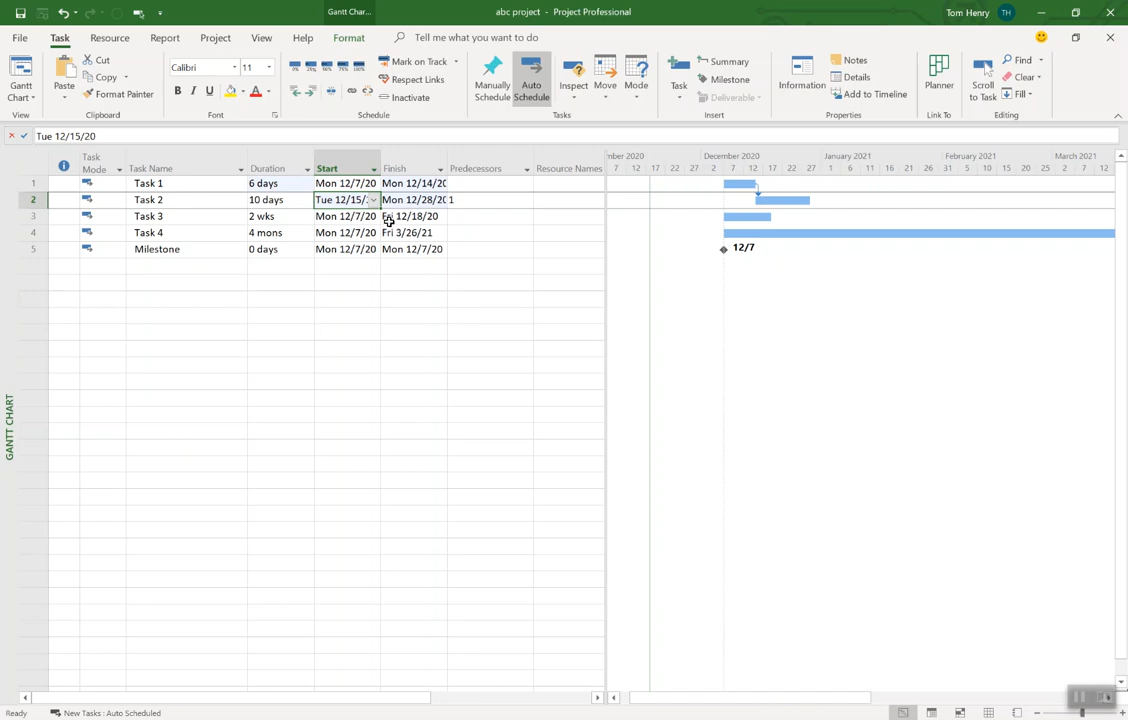 Gantt Char...
abc project - Project Professional
Tom Henry TH
File Task Resource Report Project View Help Format Tell me what you want to do
Gantt Chart
View
Paste
Cut
Copy
Format Painter
Clipboard
Calibri 11
B I U A
Font
0% 25% 50% 75% 100%
Mark on Track
Respect Links
Inactivate
Schedule
Manually Schedule
Auto Schedule
Inspect
Move
Mode
Tasks
Task
Summary
Milestone
Deliverable
Insert
Information
Notes
Details
Add to Timeline
Properties
Planner
Link To
Scroll to Task
Find
Clear
Fill
Editing
Tue 12/15/20
Task Mode Task Name Duration Start Finish Predecessors Resource Names
mber 2020 December 2020 January 2021 February 2021 March 2021
7 12 17 22 27 2 7 12 17 22 27 1 6 11 16 21 26 31 5 10 15 20 25 2 7 12
1 Task 1 6 days Mon 12/7/20 Mon 12/14/20
2 Task 2 10 days Tue 12/15/ Mon 12/28/20 1
3 Task 3 2 wks Mon 12/7/20 Fri 12/18/20
4 Task 4 4 mons Mon 12/7/20 Fri 3/26/21
5 Milestone 0 days Mon 12/7/20 Mon 12/7/20
12/7
GANTT CHART
Ready New Tasks : Auto Scheduled